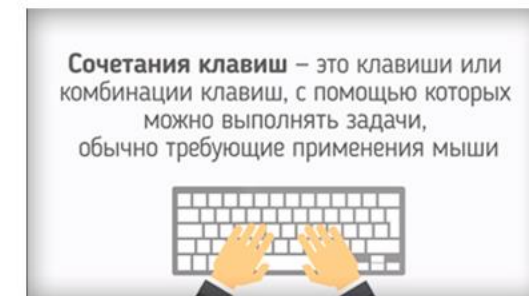 Сочетания клавиш – это клавиши или
комбинации клавиш, с помощью которых
можно выполнять задачи,
обычно требующие применения мыши